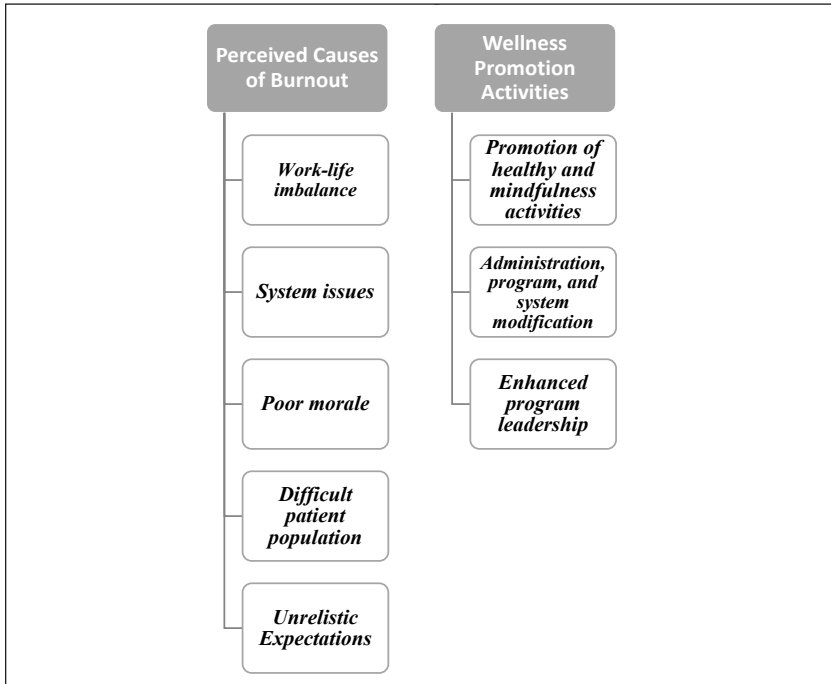 Perceived Causes
of Burnout
Work-life
imbalance
System issues
Poor morale
Difficult
patient
population
Unrelistic
Expectations
Wellness
Promotion
Activities
Promotion of
healthy and
mindfulness
activities
Administration,
program, and
system
modification
Enhanced
program
leadership